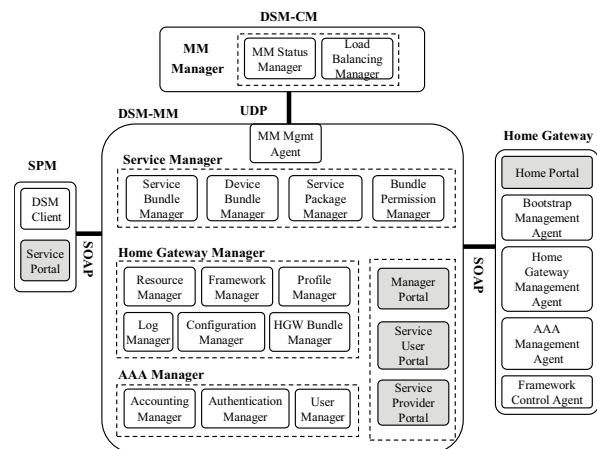 DSM-CM
MM
Manager
MM Status
Manager
Load
Balancing
Manager
DSM-MM
UDP
MM Mgmt
Agent
Service Manager
Service
Bundle
Manager
Device
Bundle
Manager
Service
Package
Manager
Bundle
Permission
Manager
SPM
DSM
Client
Service
Portal
SOAP
Home Gateway Manager
Resource
Manager
Framework
Manager
Profile
Manager
Log
Manager
Configuration
Manager
HGW Bundle
Manager
AAA Manager
Accounting
Manager
Authentication
Manager
User
Manager
Manager
Portal
Service
User
Portal
Service
Provider
Portal
SOAP
Home Gateway
Home Portal
Bootstrap
Management
Agent
Home
Gateway
Management
Agent
AAA
Management
Agent
Framework
Control Agent